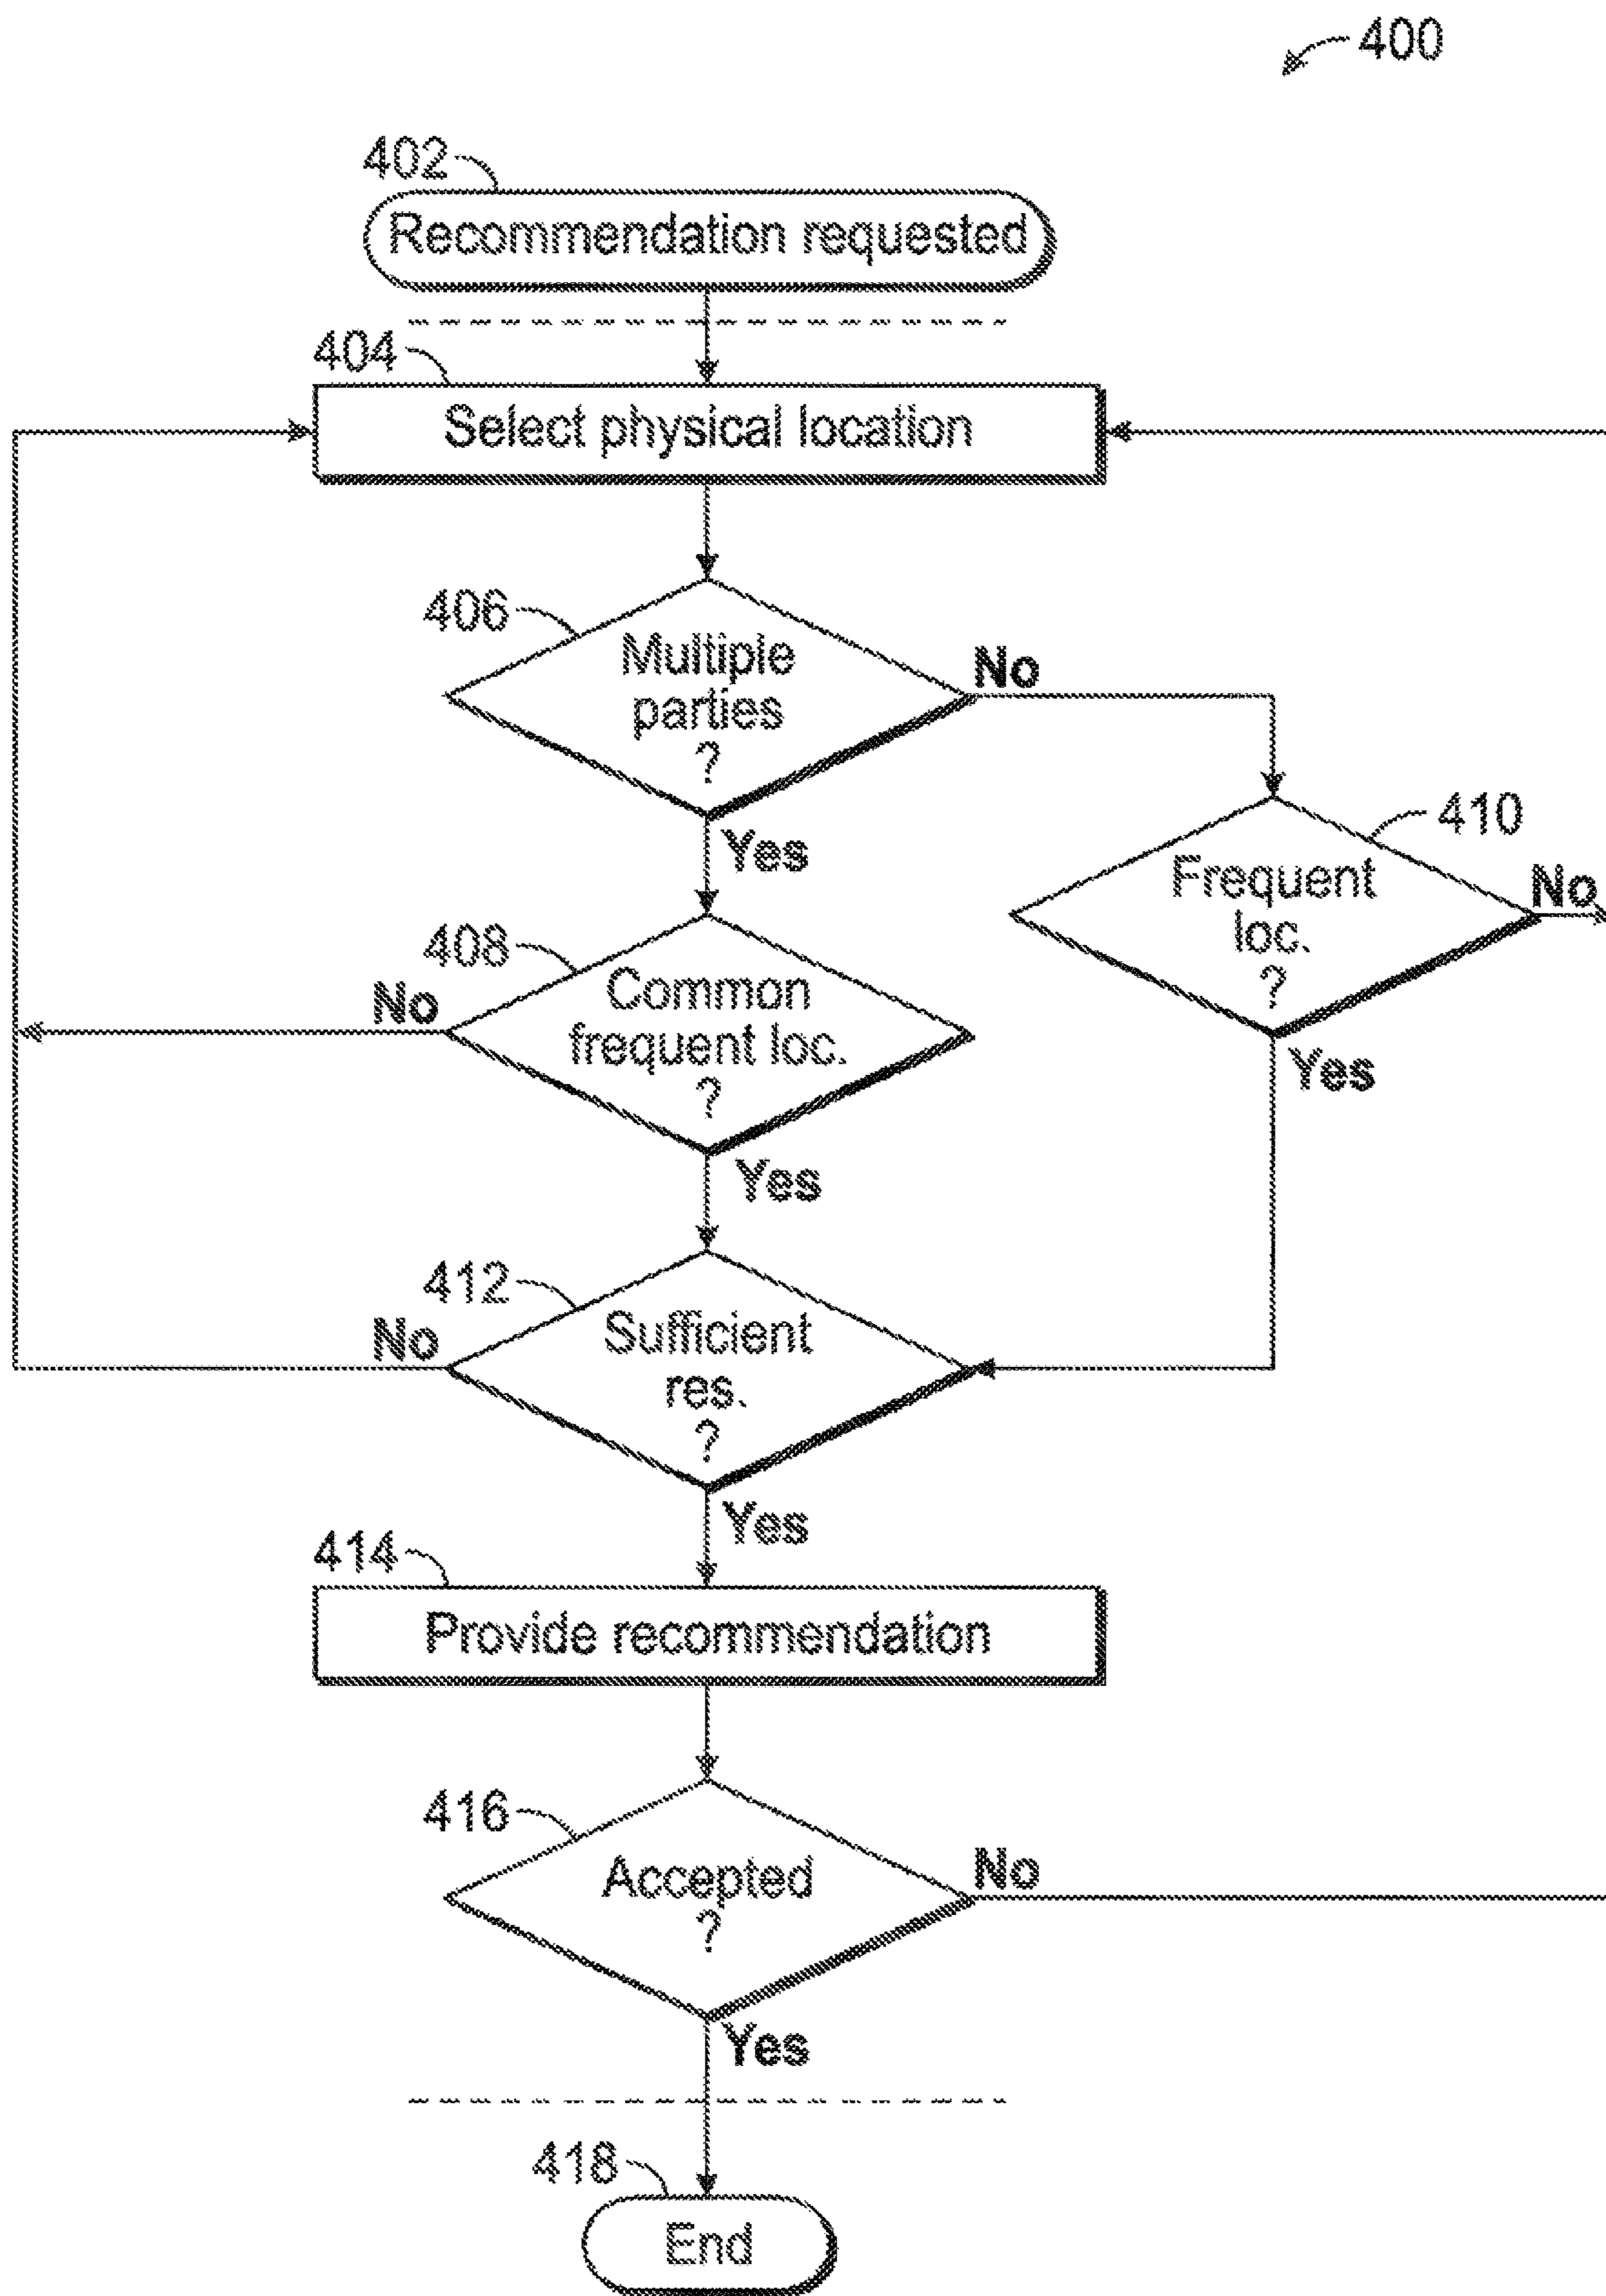 400
402
Recommendation requested
404
Select physical location
406
Multiple
parties
?
No
Yes
410
Frequent
loc.
?
No
Yes
408
Common
frequent loc.
?
No
Yes
412
Sufficient
res.
?
No
Yes
414
Provide recommendation
416
Accepted
?
No
Yes
418
End